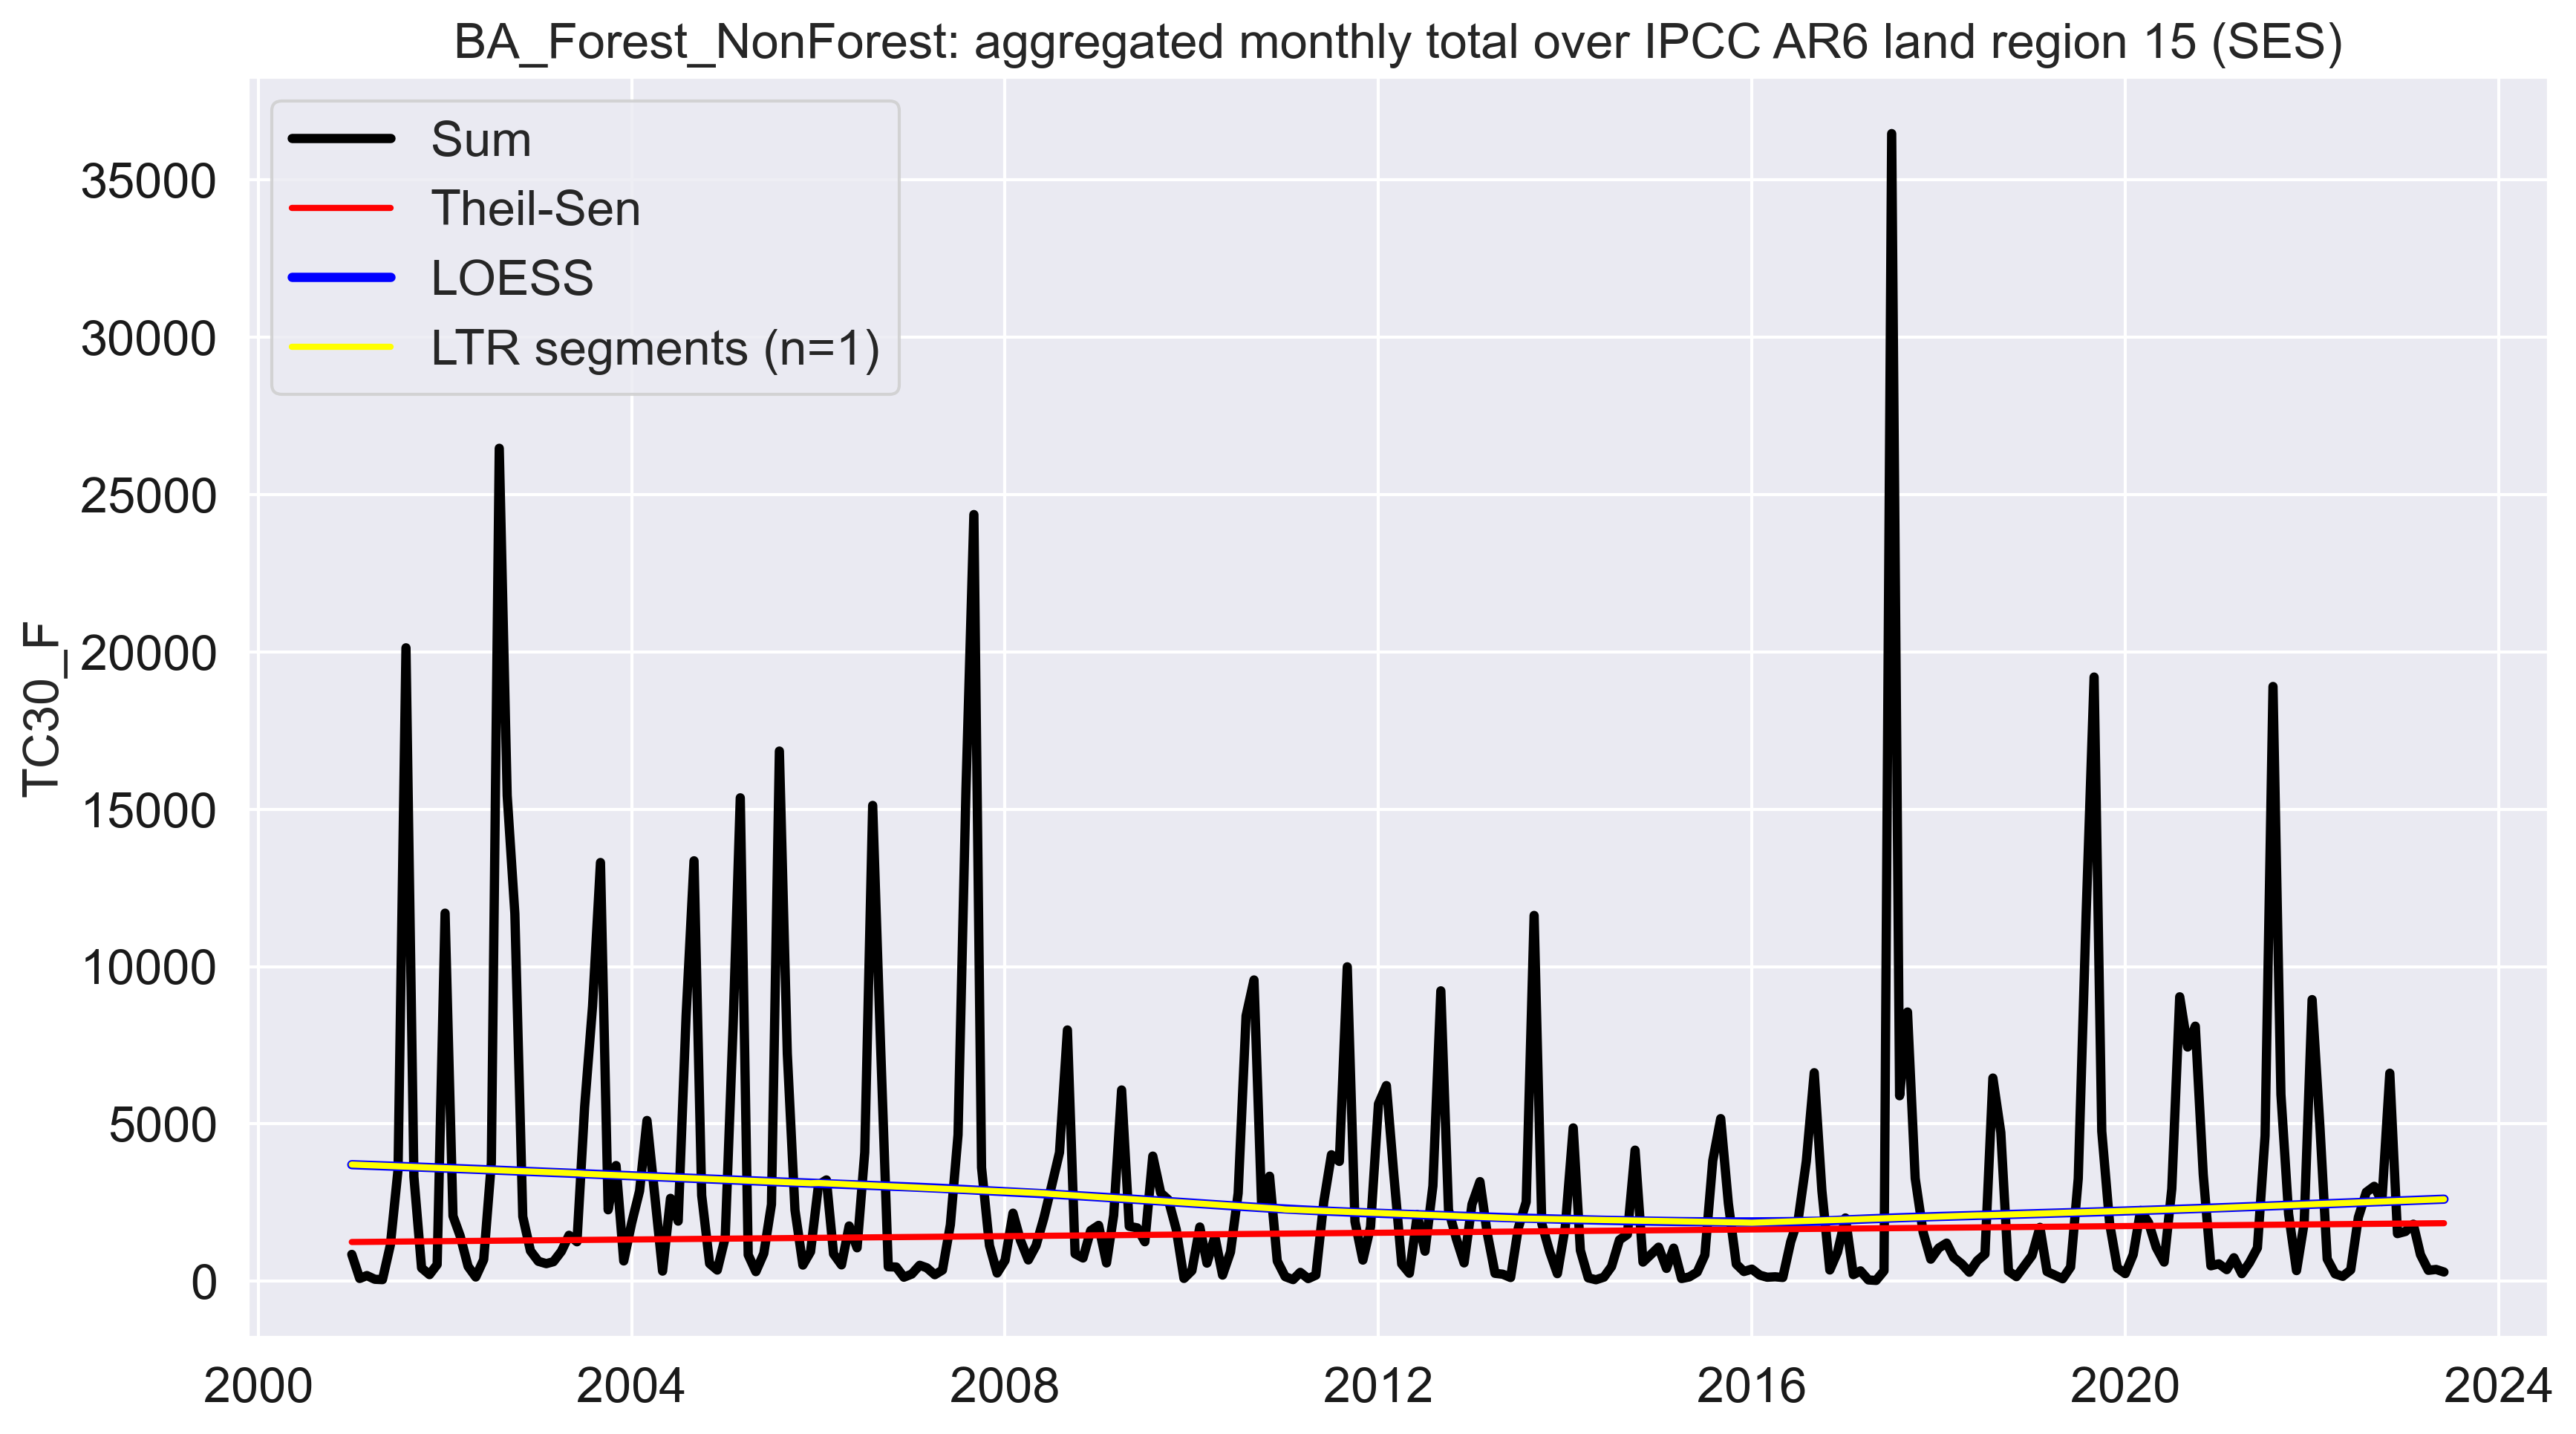 BA_Forest_NonForest: aggregated monthly total over IPCC AR6 land region 15 (SES)
Sum
Theil-Sen
LOESS
LTR segments (n=1)
TC30_F
35000
30000
25000
20000
15000
10000
5000
0
2000 2004 2008 2012 2016 2020 2024